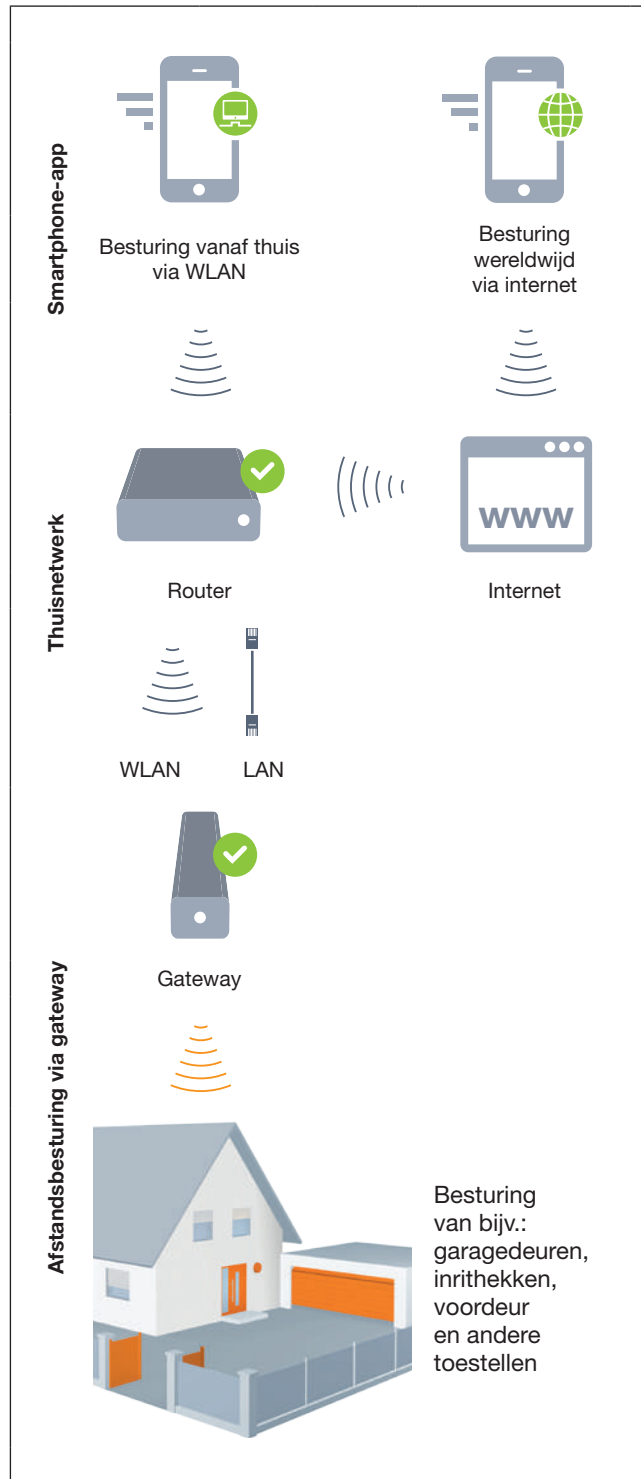 Smartphone-app
Besturing vanaf thuis
via WLAN
Besturing
wereldwijd
via internet
Thuisnetwerk
www
Router
Internet
WLAN
LAN
Afstandsbesturing via gateway
Gateway
Besturing
van bijv.:
garagedeuren,
inrithekken,
voordeur
en andere
toestellen